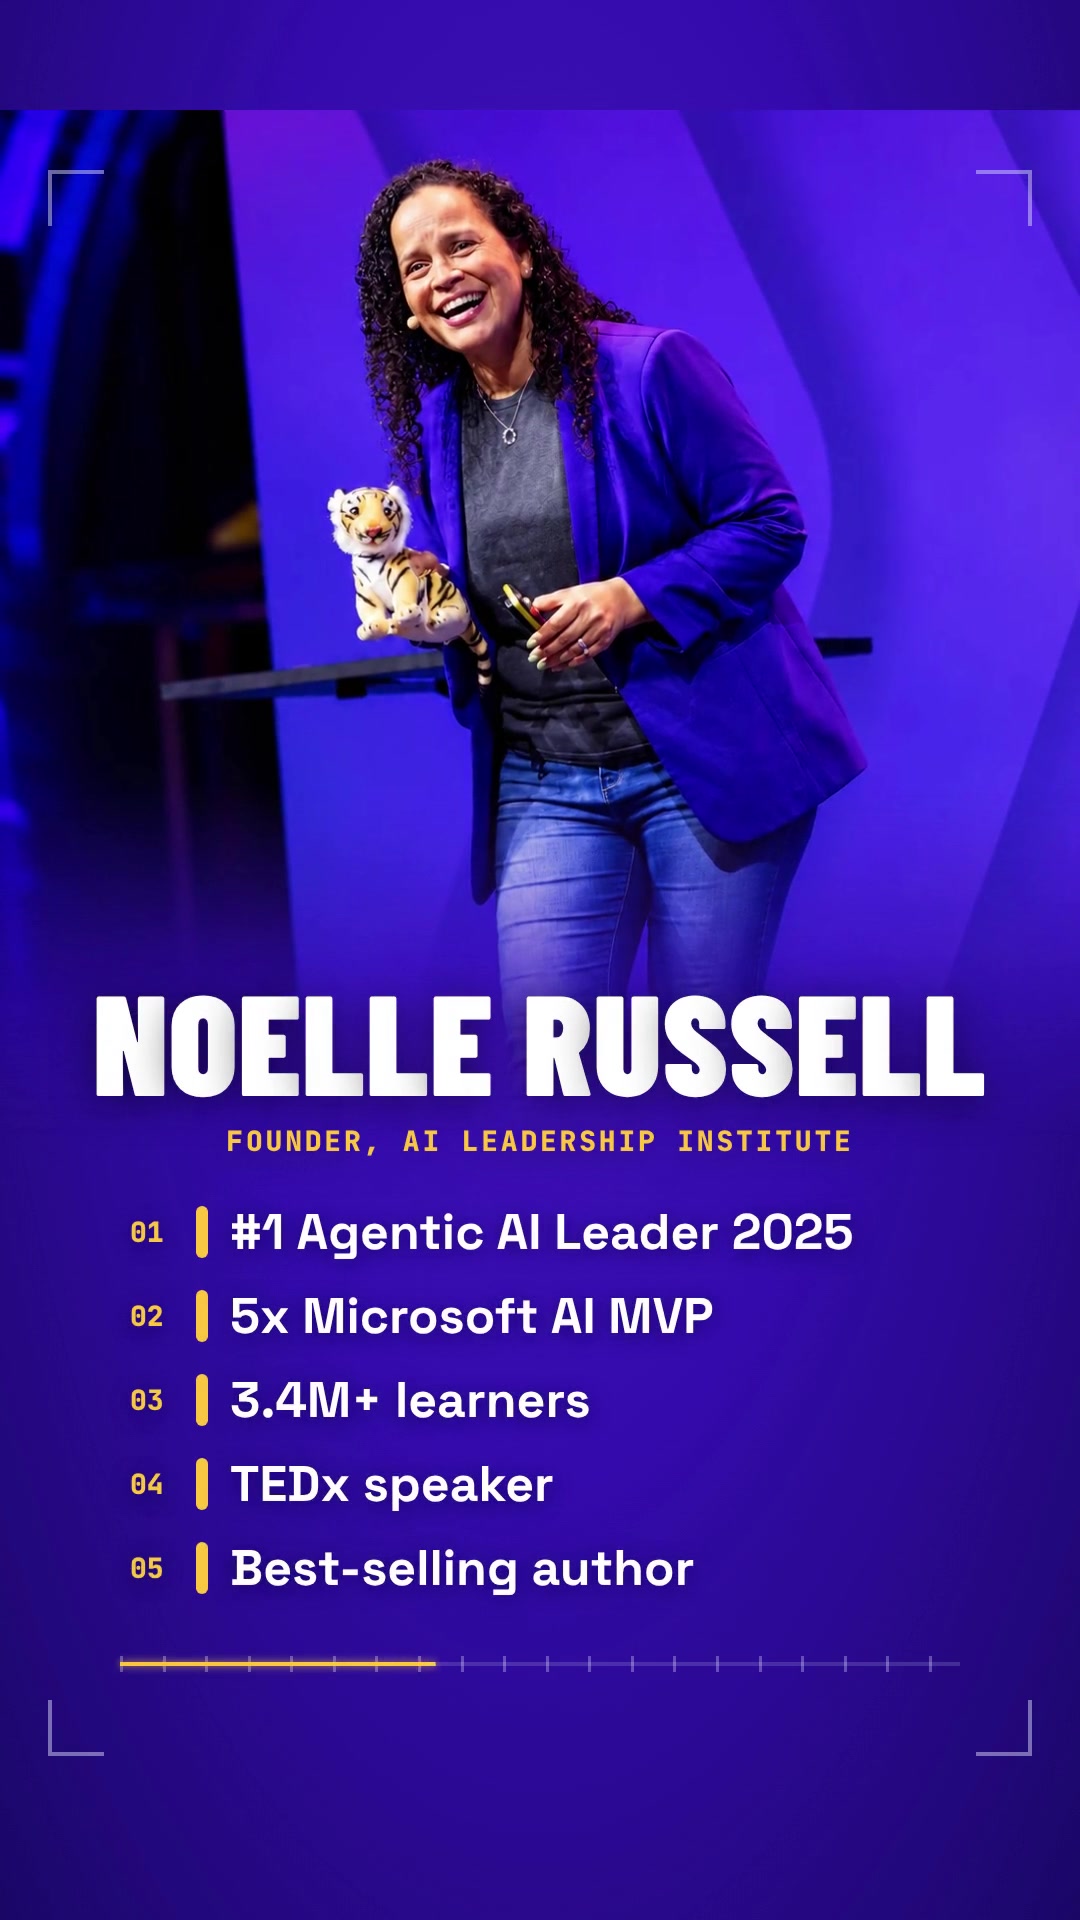 NOELLE RUSSELL
FOUNDER, AI LEADERSHIP INSTITUTE
01 #1 Agentic AI Leader 2025
02 5x Microsoft AI MVP
03 3.4M+ learners
04 TEDx speaker
05 Best-selling author